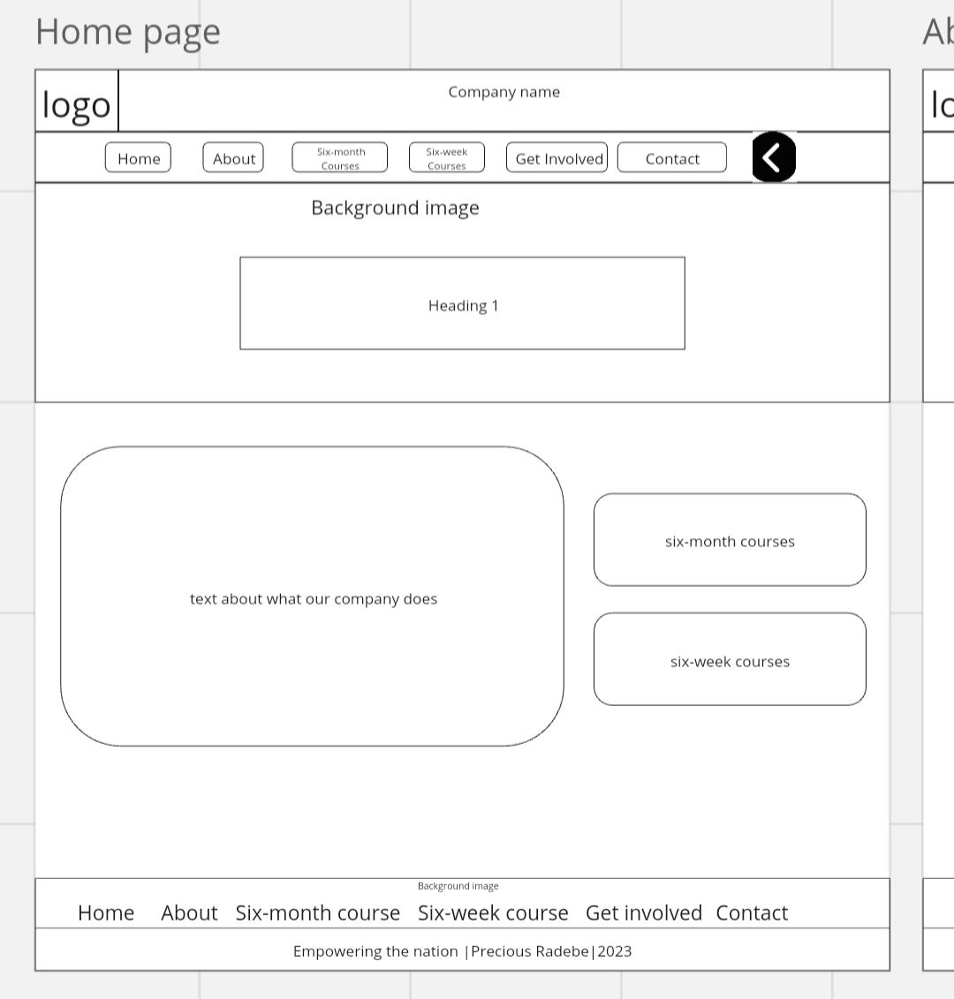 Home page
Ab
logo
Company name
lo
Home
About
Six-month
Courses
Six-week
Courses
Get Involved
Contact
Background image
Heading 1
text about what our company does
six-month courses
six-week courses
Background image
Home About Six-month course Six-week course Get involved Contact
Empowering the nation |Precious Radebe|2023